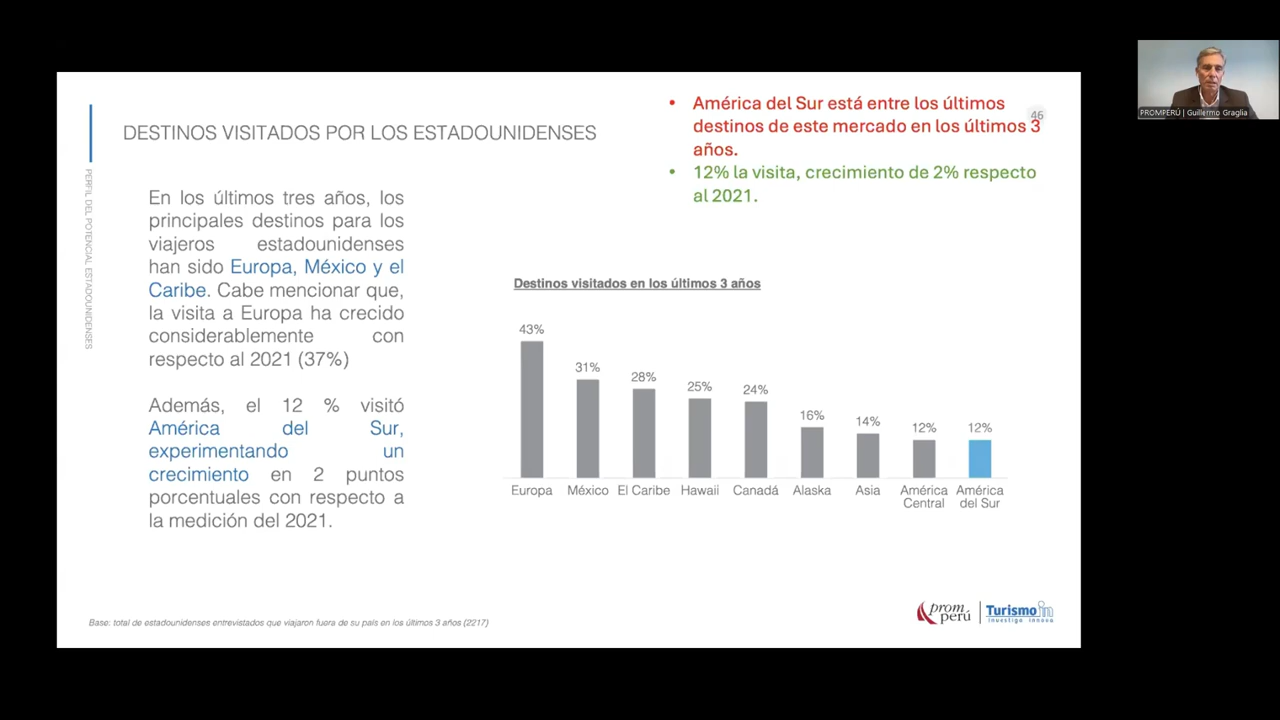 DESTINOS VISITADOS POR LOS ESTADOUNIDENSES
PERFIL DEL POTENCIAL ESTADOUNIDENSES
46
• América del Sur está entre los últimos
destinos de este mercado en los últimos 3
años.
• 12% la visita, crecimiento de 2% respecto
al 2021.
En los últimos tres años, los
principales destinos para los
viajeros estadounidenses
han sido Europa, México y el
Caribe. Cabe mencionar que,
la visita a Europa ha crecido
considerablemente con
respecto al 2021 (37%)
Además, el 12 % visitó
América del Sur,
experimentando un
crecimiento en 2 puntos
porcentuales con respecto a
la medición del 2021.
Destinos visitados en los últimos 3 años
43% 31% 28% 25% 24% 16% 14% 12% 12%
Europa México El Caribe Hawaii Canadá Alaska Asia América América
Central del Sur
Base: total de estadounidenses entrevistados que viajaron fuera de su país en los últimos 3 años (2217)
prom
perú
Turismo in
investiga innova
PROMPERÚ | Guillermo Graglia